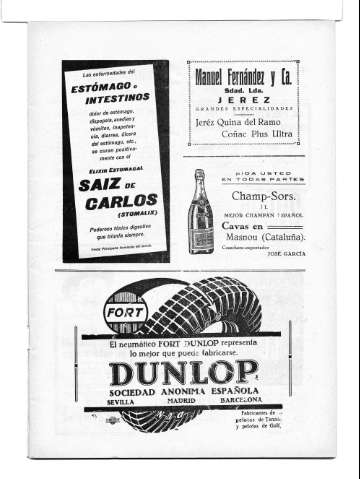 Las enfermedades del
ESTÓMAGO e
INTESTINOS
dolor de estómago,
dispepsia, acedías y
vómitos, inapeten-
cia, diarrea, úlcera
del estómago, etc.,
se curan positiva-
mente con el
ELIXIR ESTOMACAL
SAIZ DE
CARLOS
(STOMALIX)
Poderoso tónico digestivo
que triunfa siempre.
Manuel Fernández y Ca.
Sdad. Lda.
JEREZ
GRANDES ESPECIALIDADES
Jeréz Quina del Ramo
Coñac Plus Ultra
PIDA USTED
EN TODAS PARTES
Champ-Sors.
EL
MEJOR CHAMPÁN ESPAÑOL
Cavas en
Masnou (Cataluña).
JOSÉ GARCÍA
FORT
El neumático FORT DUNLOP representa
lo mejor que puede fabricarse.
DUNLOP
SOCIEDAD ANONIMA ESPAÑOLA
SEVILLA MADRID BARCELONA
Fabricantes de
pelotas de Tennis,
y pelotas de Golf.